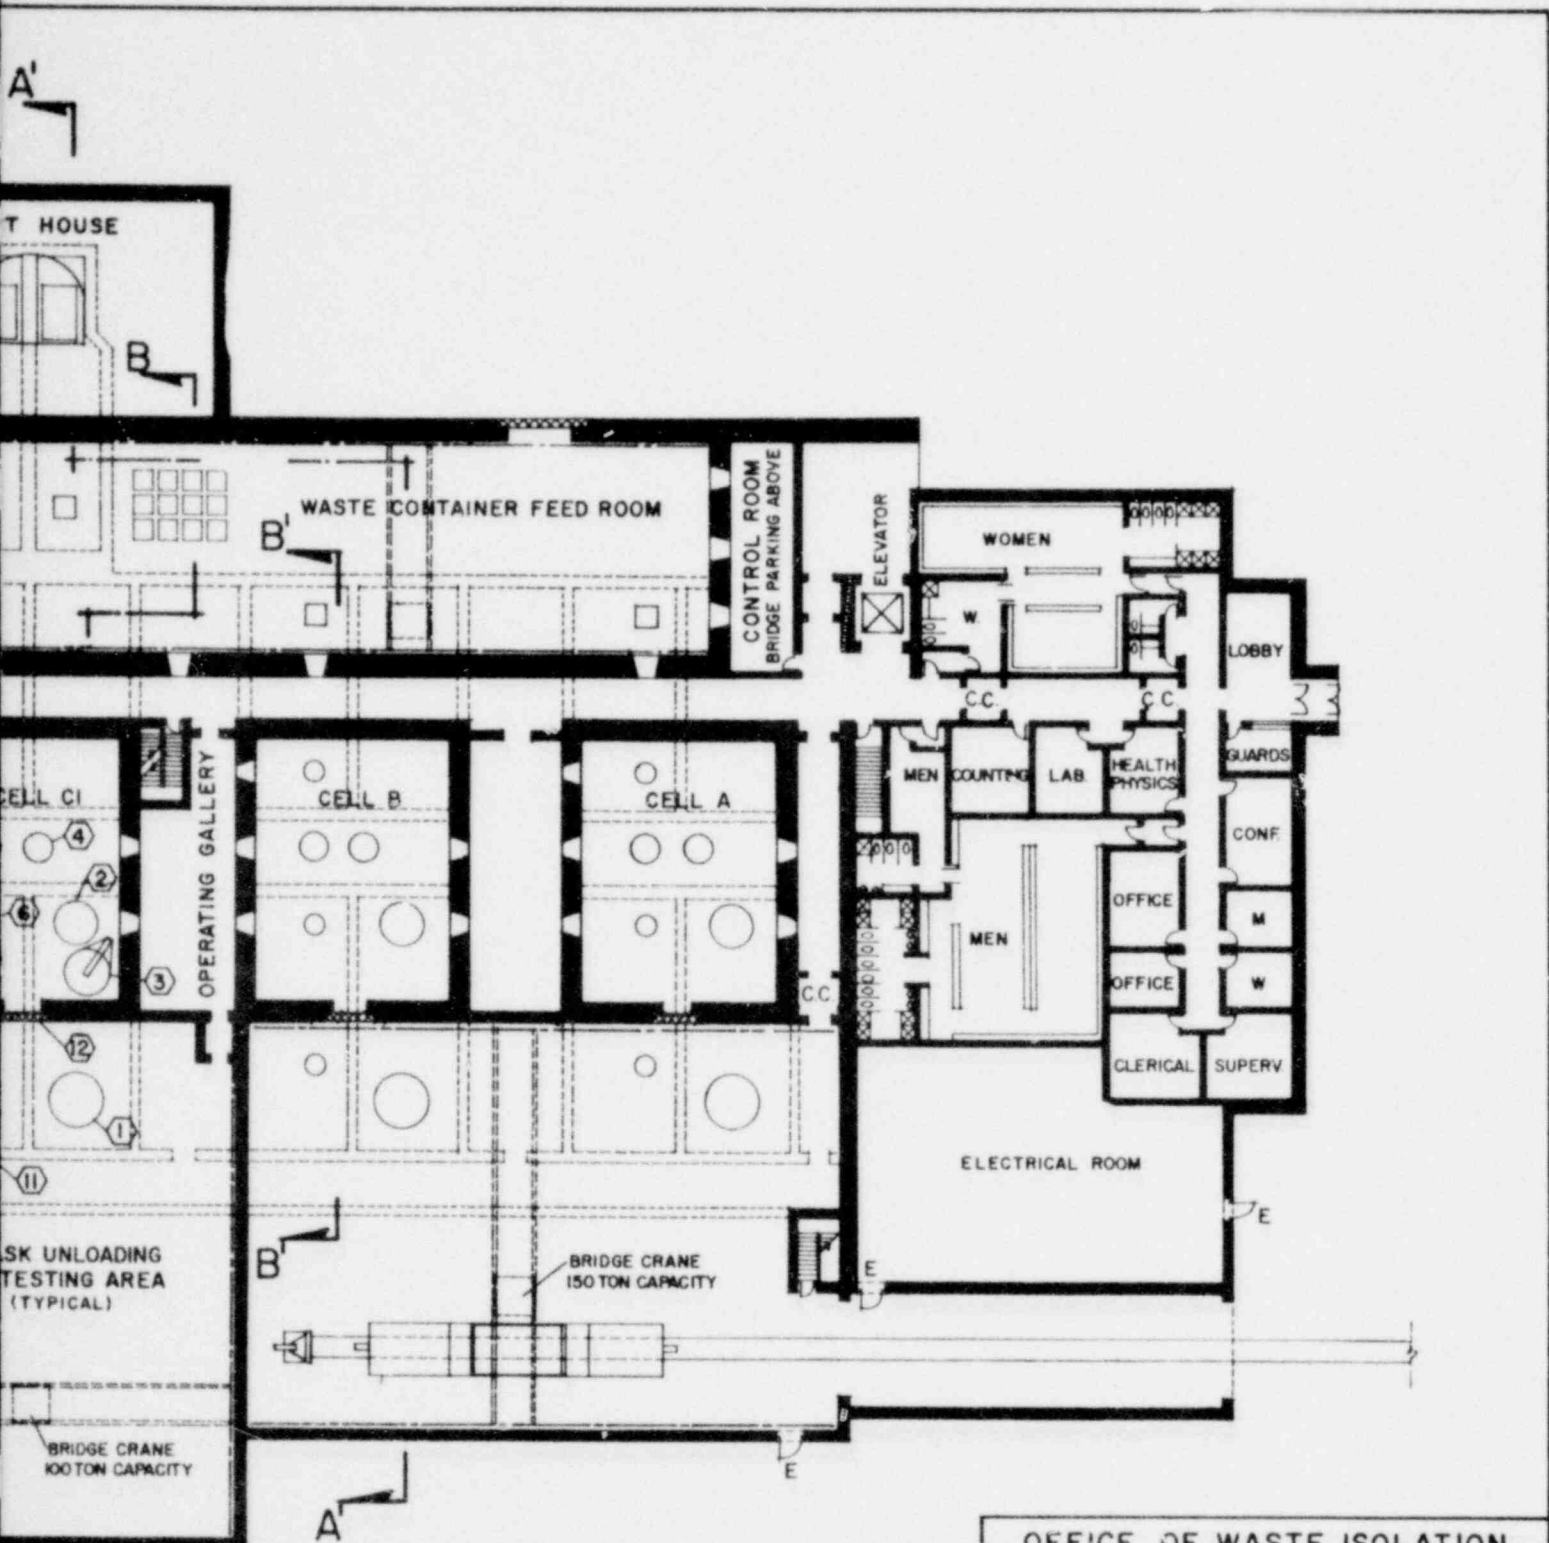 A'
T HOUSE
B
WASTE CONTAINER FEED ROOM
B'
CONTROL ROOM
BRIDGE PARKING ABOVE
ELEVATOR
WOMEN
W.
LOBBY
C.C.
C.C.
GUARDS
MEN
COUNTING
LAB.
HEALTH
PHYSICS
CELL C1
OPERATING GALLERY
CELL B
CELL A
CONF.
4
2
6
3
OFFICE
M
MEN
OFFICE
W
C.C.
12
CLERICAL
SUPERV.
1
11
ELECTRICAL ROOM
E
B'
SK UNLOADING
TESTING AREA
(TYPICAL)
BRIDGE CRANE
150 TON CAPACITY
E
BRIDGE CRANE
100 TON CAPACITY
E
A'
OFFICE OF WASTE ISOLATION